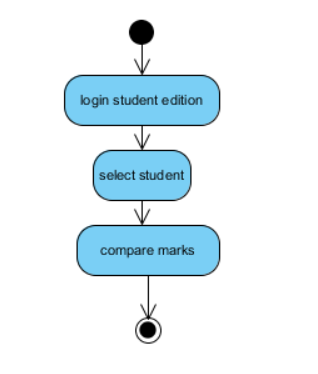 login student edition
select student
compare marks